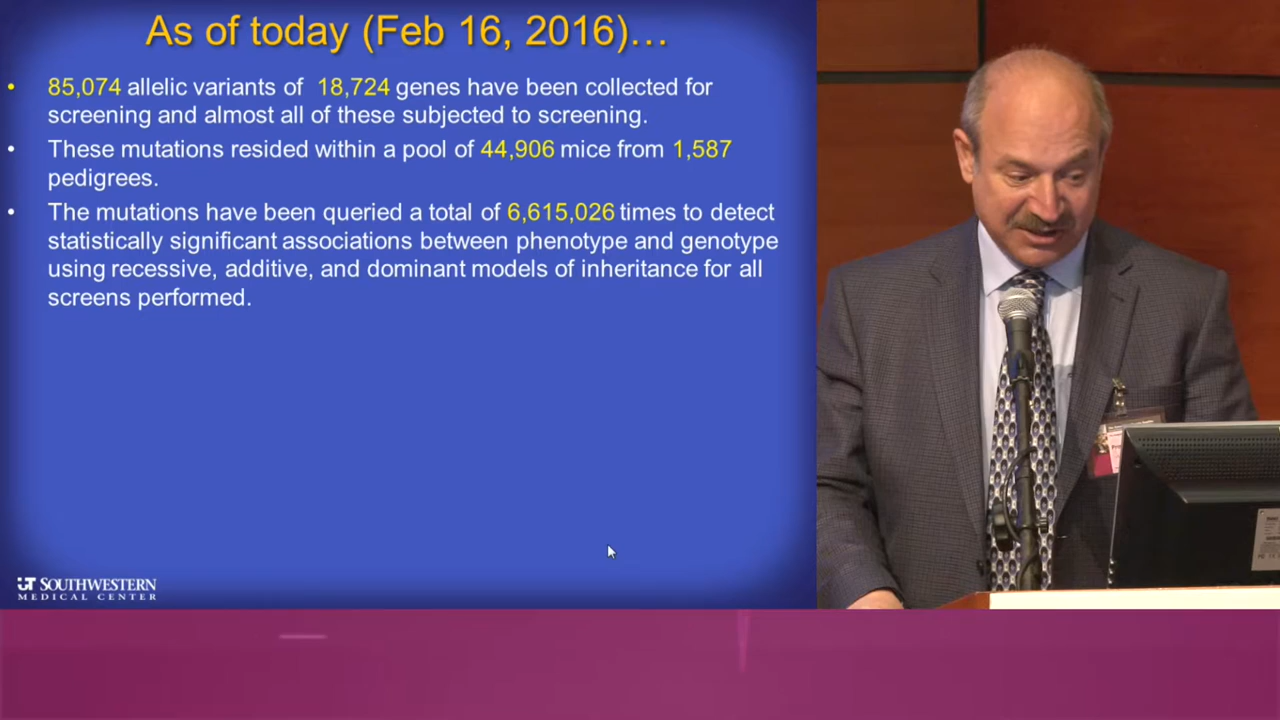 As of today (Feb 16, 2016)…
• 85,074 allelic variants of 18,724 genes have been collected for
screening and almost all of these subjected to screening.
• These mutations resided within a pool of 44,906 mice from 1,587
pedigrees.
• The mutations have been queried a total of 6,615,026 times to detect
statistically significant associations between phenotype and genotype
using recessive, additive, and dominant models of inheritance for all
screens performed.
UT SOUTHWESTERN
MEDICAL CENTER